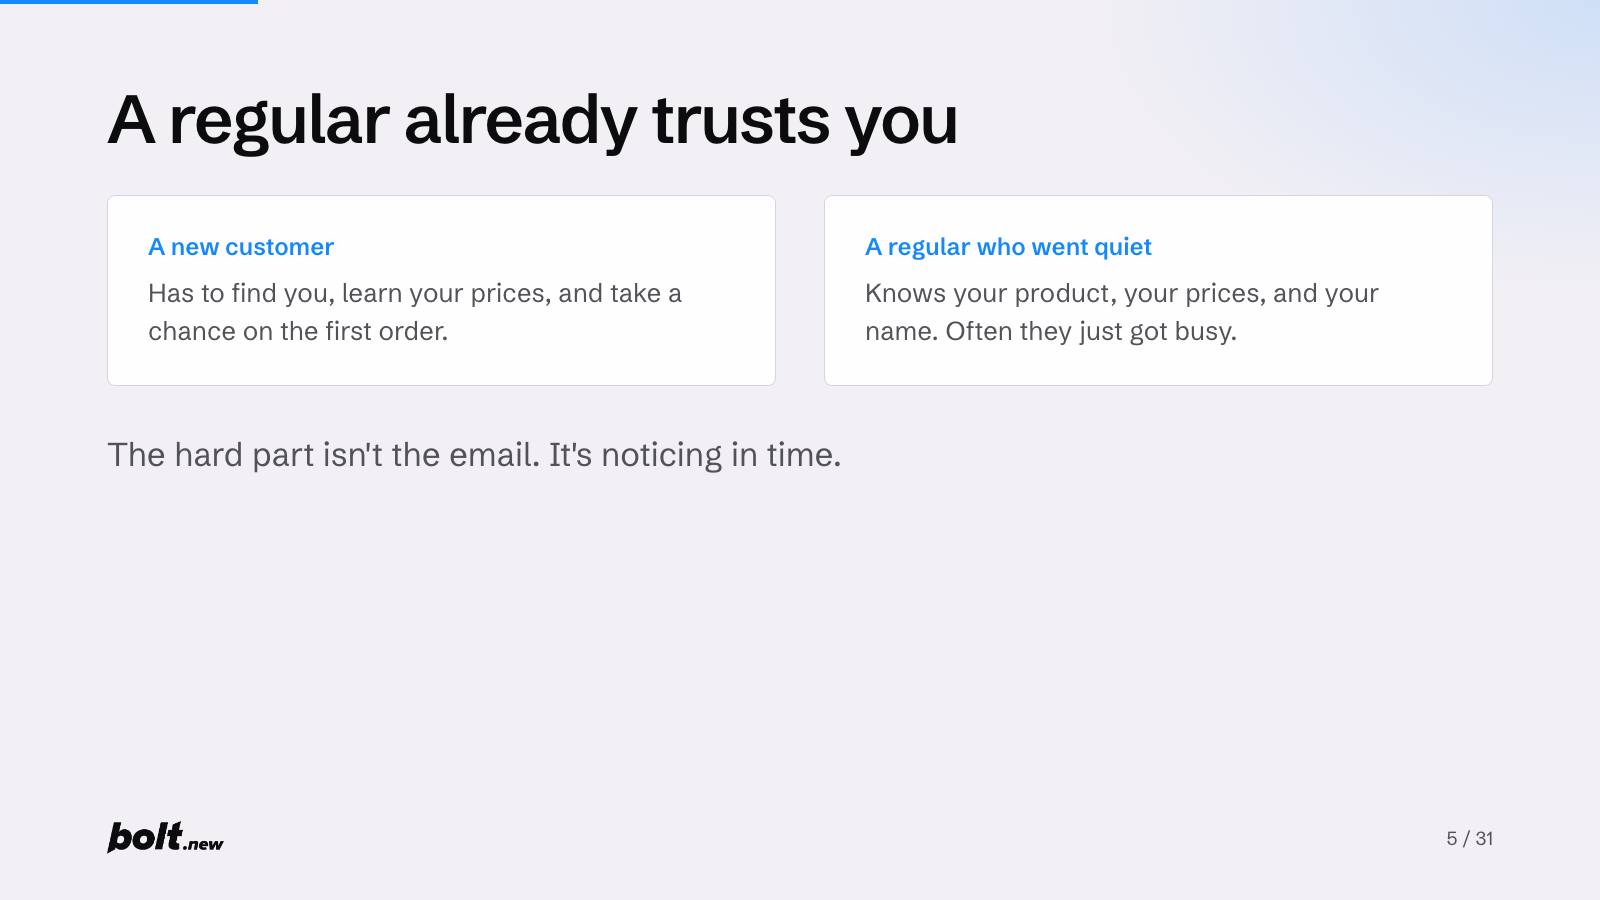 A regular already trusts you
A new customer
Has to find you, learn your prices, and take a
chance on the first order.
A regular who went quiet
Knows your product, your prices, and your
name. Often they just got busy.
The hard part isn't the email. It's noticing in time.
bolt.new
5 / 31